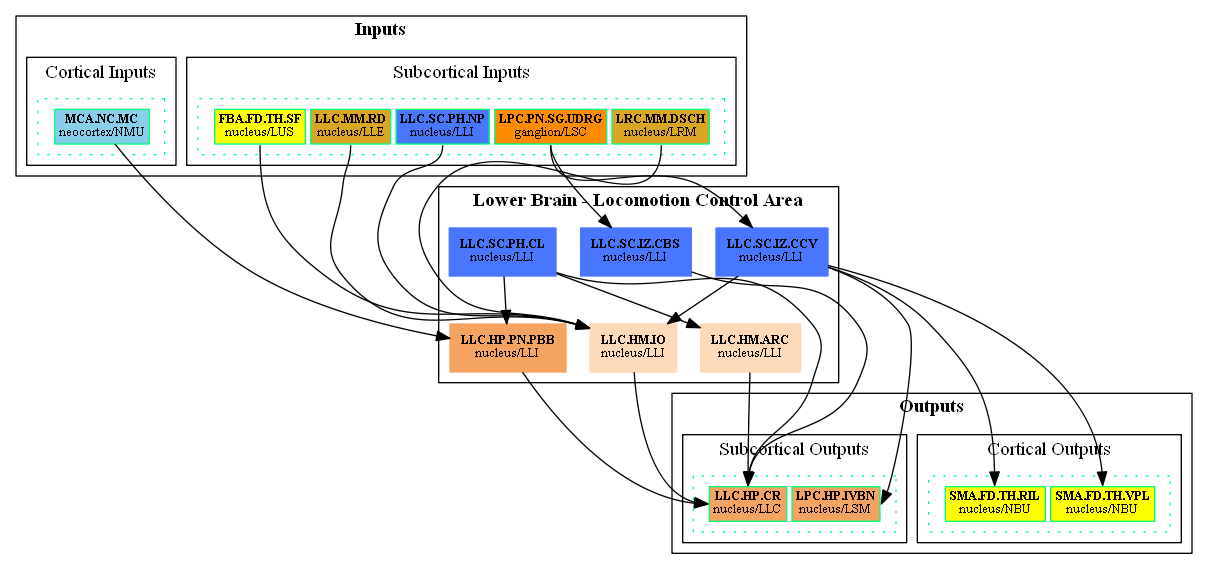 Inputs
Cortical Inputs
Subcortical Inputs
MCA.NC.MC
neocortex/NMU
FBA.FD.TH.SF
nucleus/LUS
LLC.MM.RD
nucleus/LLE
LLC.SC.PH.NP
nucleus/LLI
LPC.PN.SG.UDRG
ganglion/LSC
LRC.MM.DSCH
nucleus/LRM
Lower Brain - Locomotion Control Area
LLC.SC.PH.CL
nucleus/LLI
LLC.SC.IZ.CBS
nucleus/LLI
LLC.SC.IZ.CCV
nucleus/LLI
LLC.HP.PN.PBB
nucleus/LLI
LLC.HM.IO
nucleus/LLI
LLC.HM.ARC
nucleus/LLI
Outputs
Subcortical Outputs
Cortical Outputs
LLC.HP.CR
nucleus/LLC
LPC.HP.IVBN
nucleus/LSM
SMA.FD.TH.RIL
nucleus/NBU
SMA.FD.TH.VPL
nucleus/NBU